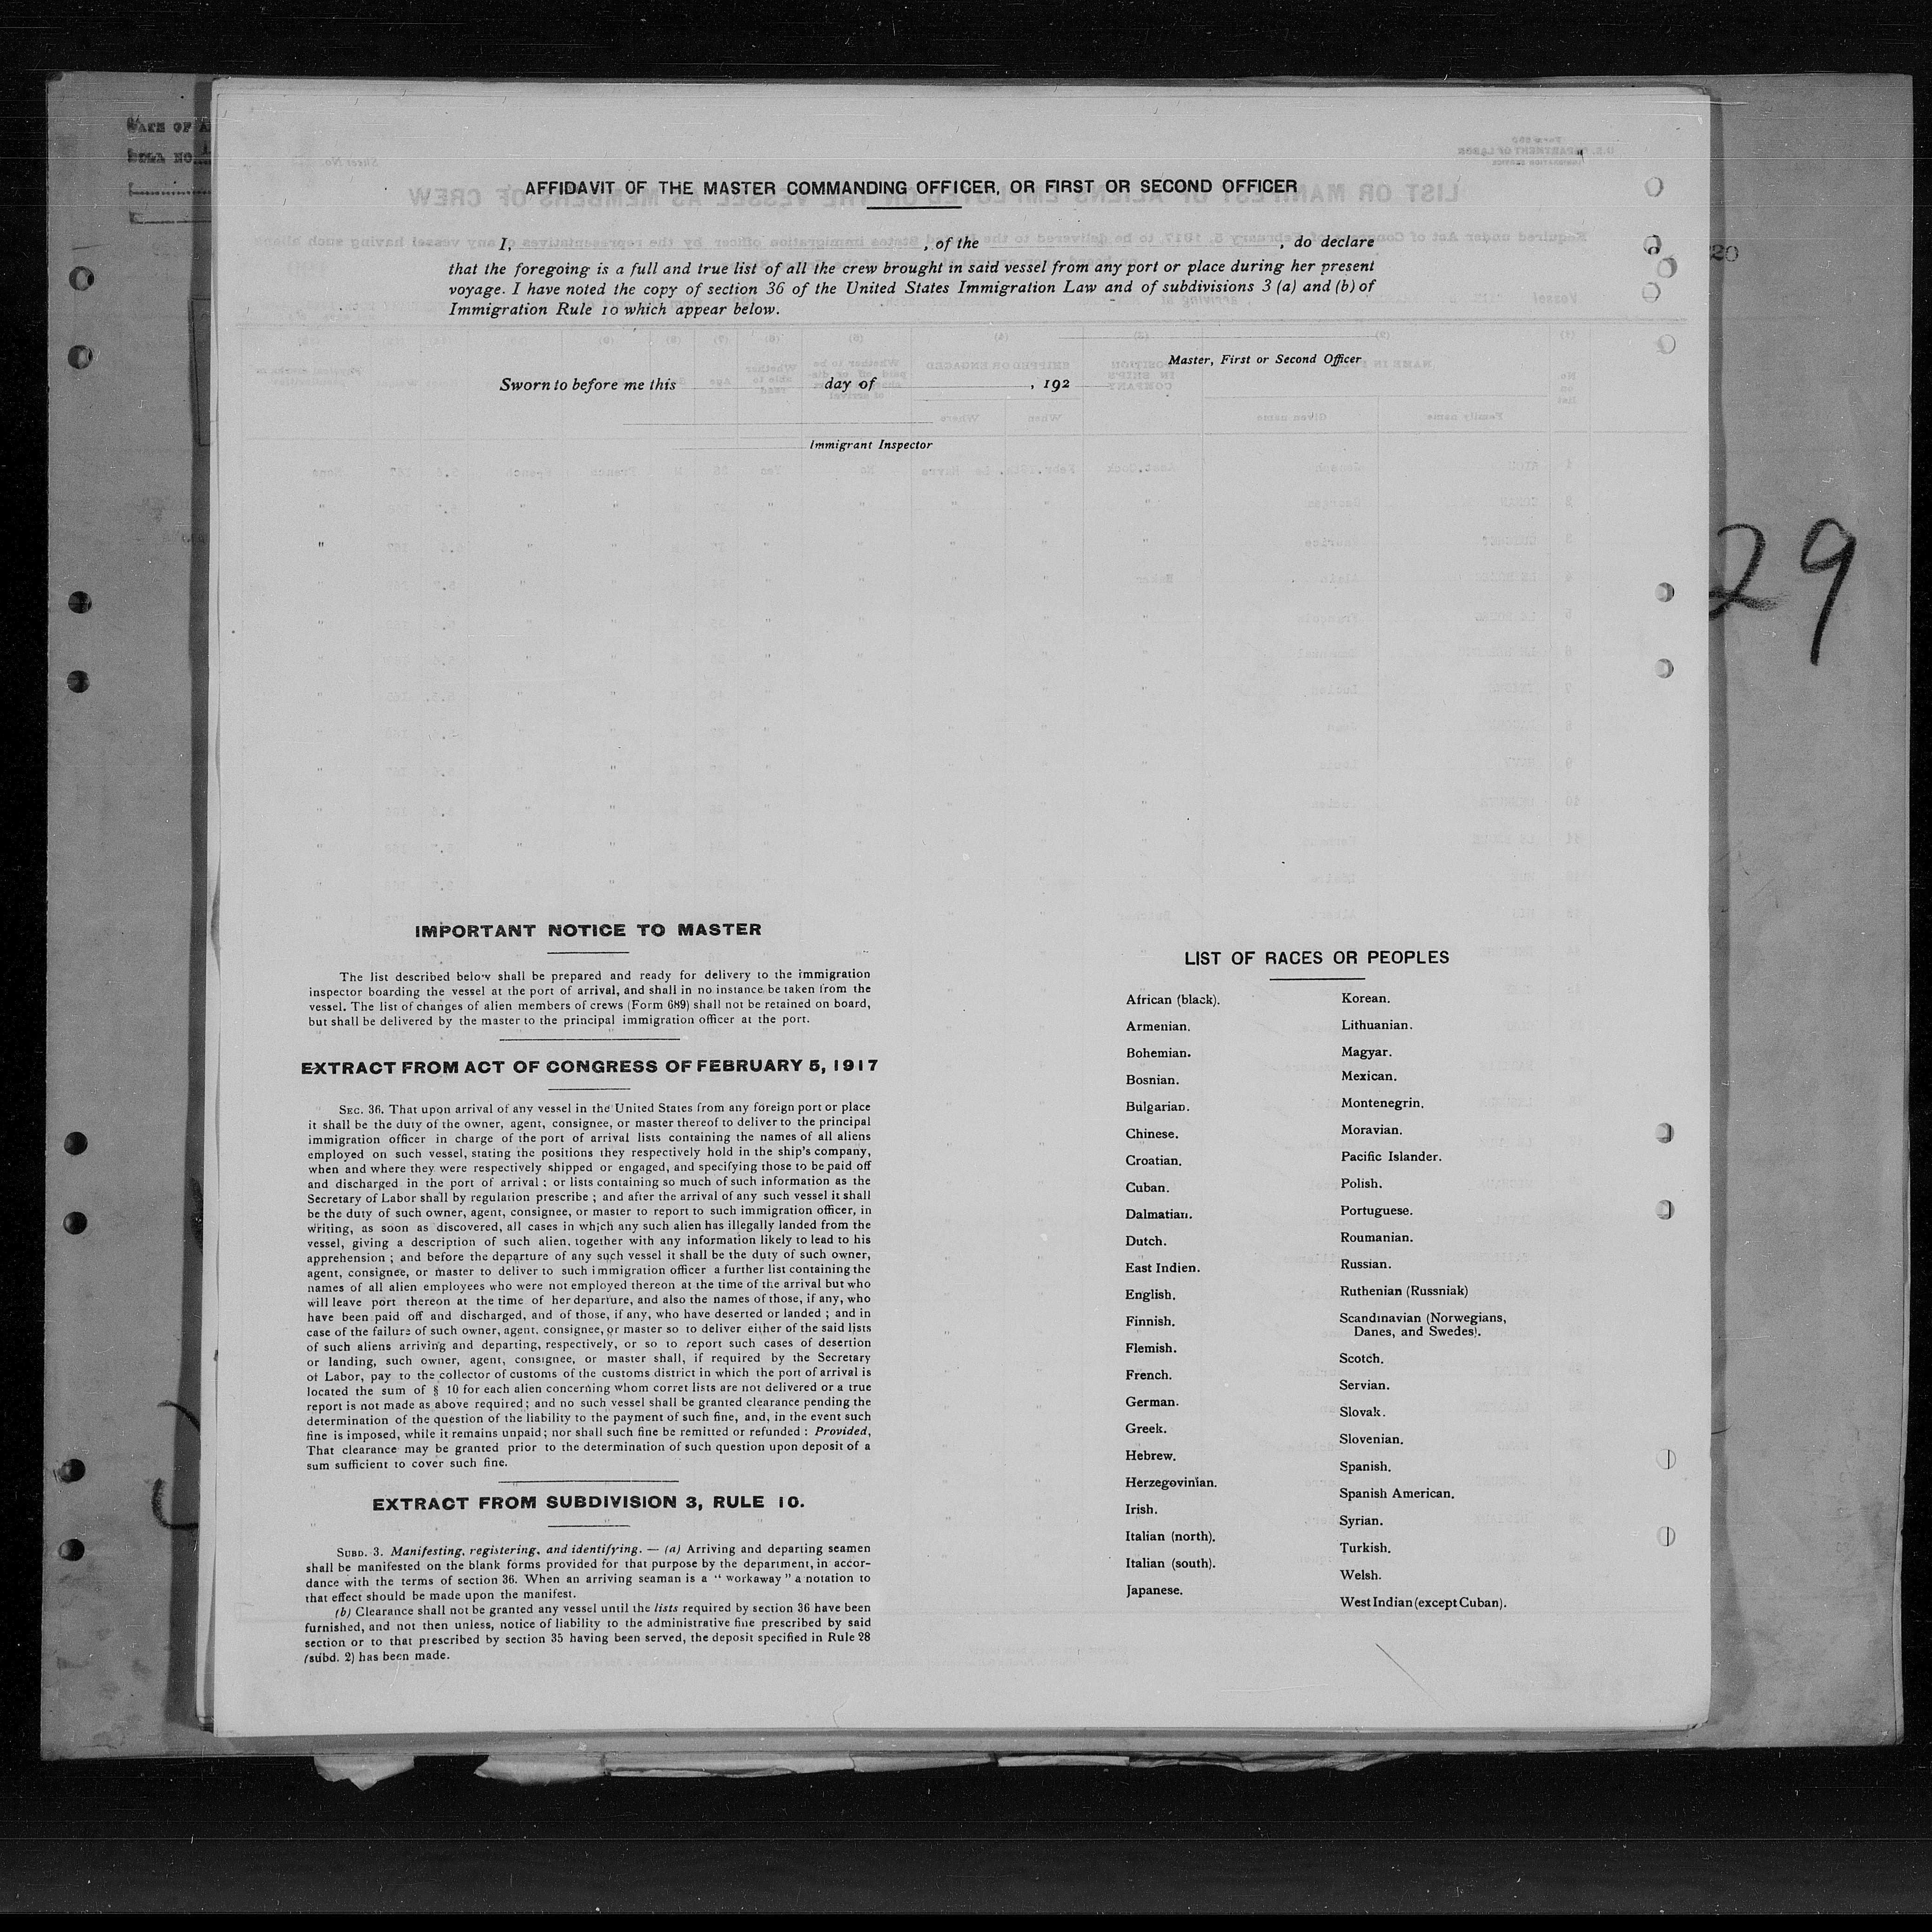 AFFIDAVIT OF THE MASTER COMMANDING OFFICER, OR FIRST OR SECOND OFFICER
I, , of the , do declare
that the foregoing is a full and true list of all the crew brought in said vessel from any port or place during her present
voyage. I have noted the copy of section 36 of the United States Immigration Law and of subdivisions 3 (a) and (b) of
Immigration Rule 10 which appear below.
Master, First or Second Officer
Sworn to before me this day of , 192
Immigrant Inspector
29
IMPORTANT NOTICE TO MASTER
The list described below shall be prepared and ready for delivery to the immigration
inspector boarding the vessel at the port of arrival, and shall in no instance be taken from the
vessel. The list of changes of alien members of crews (Form 689) shall not be retained on board,
but shall be delivered by the master to the principal immigration officer at the port.
EXTRACT FROM ACT OF CONGRESS OF FEBRUARY 5, 1917
SEC. 36. That upon arrival of any vessel in the United States from any foreign port or place
it shall be the duty of the owner, agent, consignee, or master thereof to deliver to the principal
immigration officer in charge of the port of arrival lists containing the names of all aliens
employed on such vessel, stating the positions they respectively hold in the ship's company,
when and where they were respectively shipped or engaged, and specifying those to be paid off
and discharged in the port of arrival ; or lists containing so much of such information as the
Secretary of Labor shall by regulation prescribe ; and after the arrival of any such vessel it shall
be the duty of such owner, agent, consignee, or master to report to such immigration officer, in
writing, as soon as discovered, all cases in which any such alien has illegally landed from the
vessel, giving a description of such alien, together with any information likely to lead to his
apprehension ; and before the departure of any such vessel it shall be the duty of such owner,
agent, consignee, or master to deliver to such immigration officer a further list containing the
names of all alien employees who were not employed thereon at the time of the arrival but who
will leave port thereon at the time of her departure, and also the names of those, if any, who
have been paid off and discharged, and of those, if any, who have deserted or landed ; and in
case of the failure of such owner, agent, consignee, or master so to deliver either of the said lists
of such aliens arriving and departing, respectively, or so to report such cases of desertion
or landing, such owner, agent, consignee, or master shall, if required by the Secretary
of Labor, pay to the collector of customs of the customs district in which the port of arrival is
located the sum of § 10 for each alien concerning whom corret lists are not delivered or a true
report is not made as above required ; and no such vessel shall be granted clearance pending the
determination of the question of the liability to the payment of such fine, and, in the event such
fine is imposed, while it remains unpaid ; nor shall such fine be remitted or refunded : Provided,
That clearance may be granted prior to the determination of such question upon deposit of a
sum sufficient to cover such fine.
EXTRACT FROM SUBDIVISION 3, RULE 10.
SUBD. 3. Manifesting, registering, and identifying. — (a) Arriving and departing seamen
shall be manifested on the blank forms provided for that purpose by the department, in accor-
dance with the terms of section 36. When an arriving seaman is a " workaway " a notation to
that effect should be made upon the manifest.
(b) Clearance shall not be granted any vessel until the lists required by section 36 have been
furnished, and not then unless, notice of liability to the administrative fine prescribed by said
section or to that prescribed by section 35 having been served, the deposit specified in Rule 28
(subd. 2) has been made.
LIST OF RACES OR PEOPLES
African (black).
Armenian.
Bohemian.
Bosnian.
Bulgarian.
Chinese.
Croatian.
Cuban.
Dalmatian.
Dutch.
East Indien.
English.
Finnish.
Flemish.
French.
German.
Greek.
Hebrew.
Herzegovinian.
Irish.
Italian (north).
Italian (south).
Japanese.
Korean.
Lithuanian.
Magyar.
Mexican.
Montenegrin.
Moravian.
Pacific Islander.
Polish.
Portuguese.
Roumanian.
Russian.
Ruthenian (Russniak)
Scandinavian (Norwegians,
Danes, and Swedes).
Scotch.
Servian.
Slovak.
Slovenian.
Spanish.
Spanish American.
Syrian.
Turkish.
Welsh.
West Indian (except Cuban).